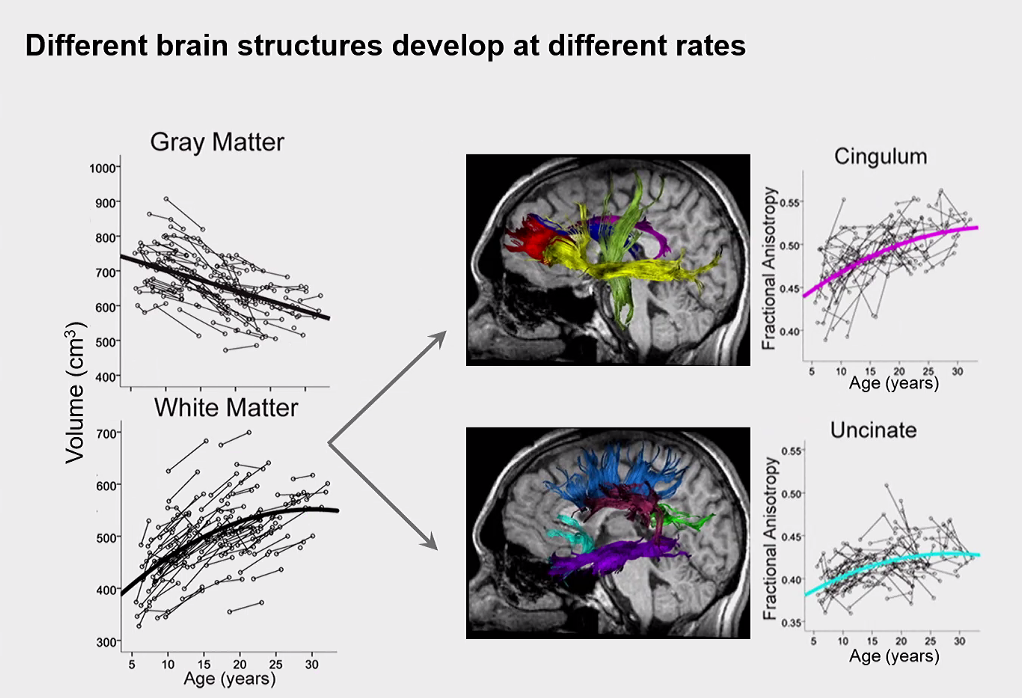 Different brain structures develop at different rates
Gray Matter
1000
900
800
700
600
500
400
Volume (cm³)
White Matter
700
600
500
400
300
5 10 15 20 25 30
Age (years)
Cingulum
Fractional Anisotropy
0.55
0.50
0.45
0.40
5 10 15 20 25 30
Age (years)
Uncinate
Fractional Anisotropy
0.55
0.50
0.45
0.40
0.35
5 10 15 20 25 30
Age (years)